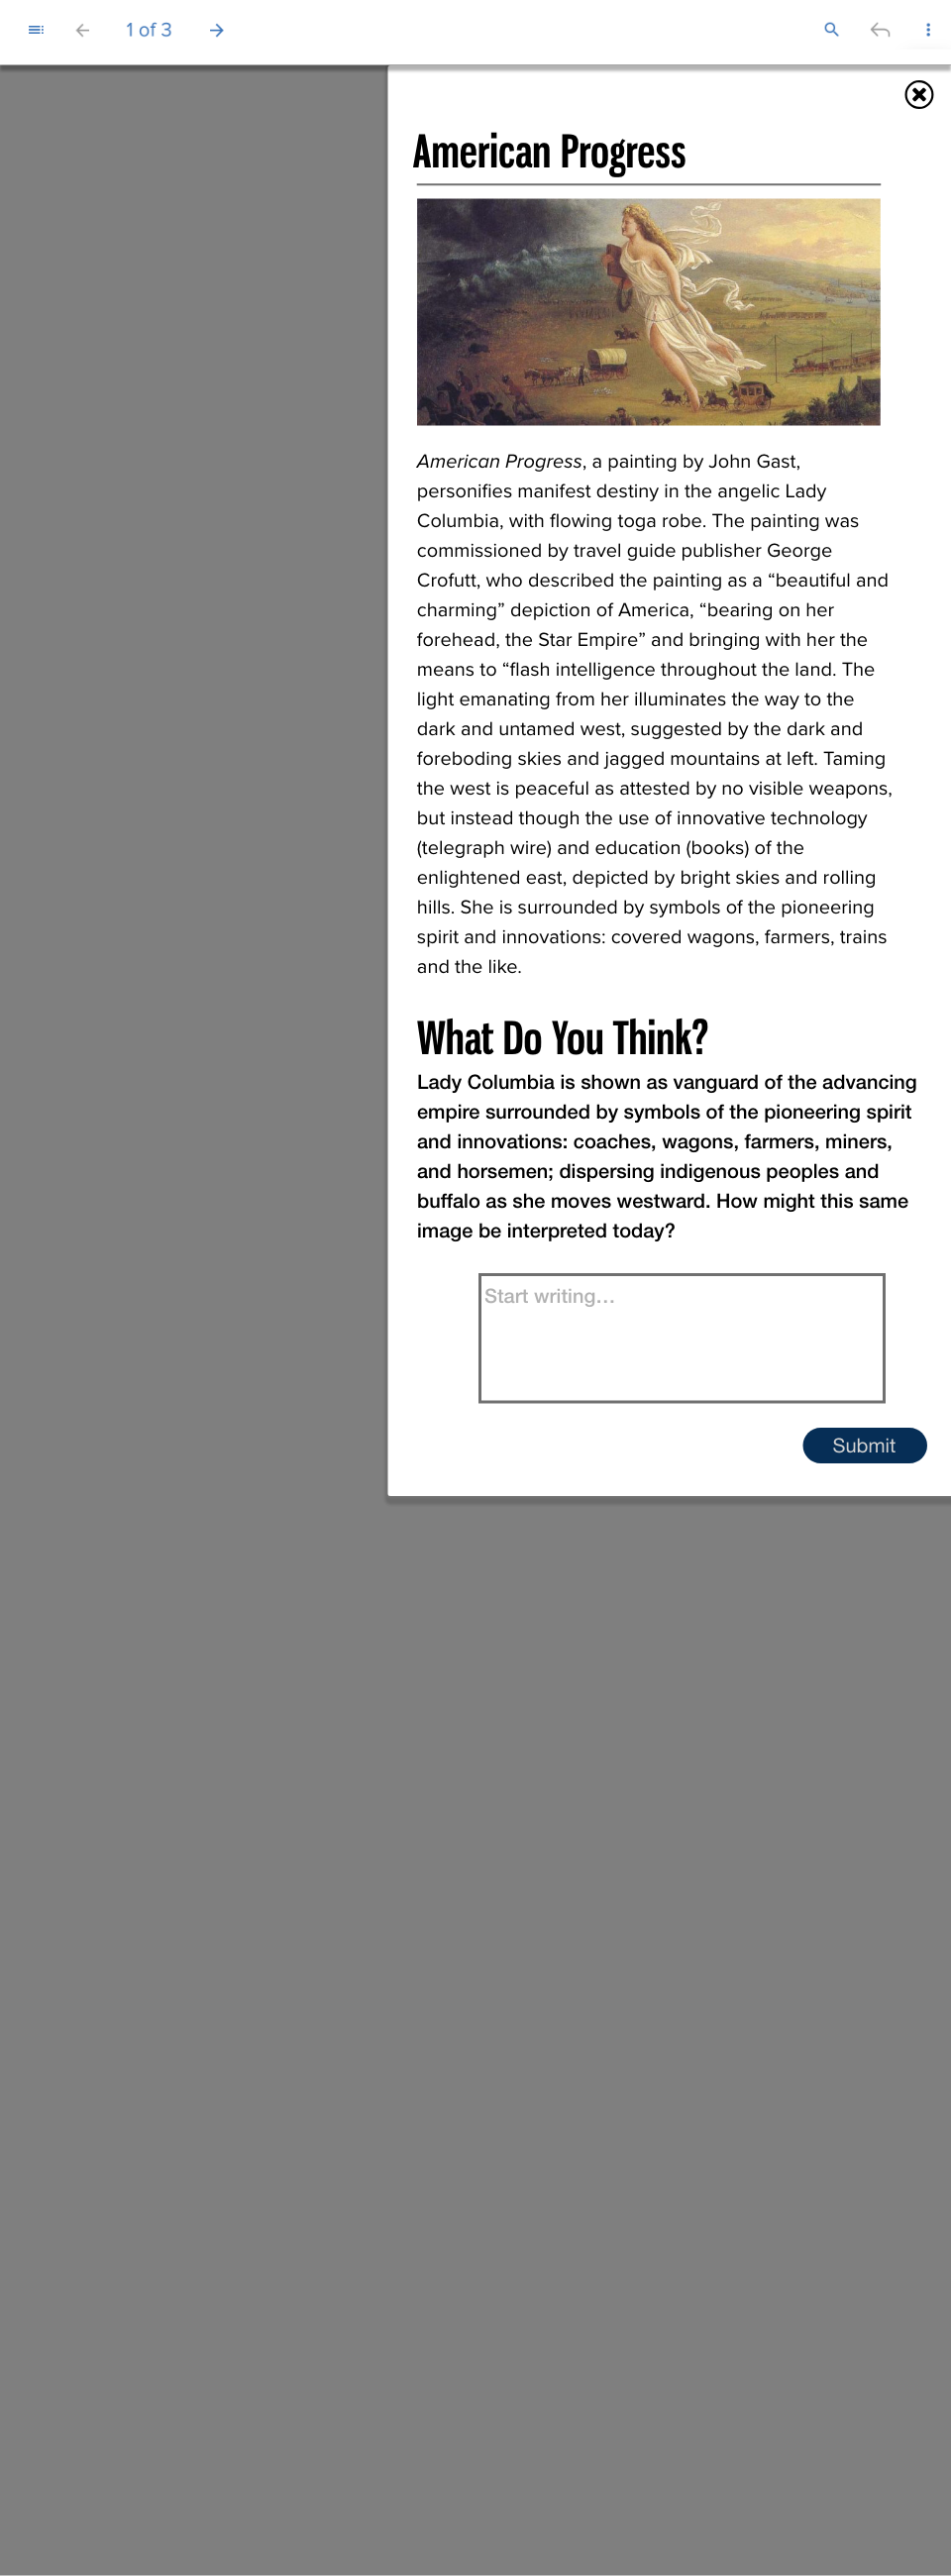 1 of 3
American Progress
American Progress, a painting by John Gast,
personifies manifest destiny in the angelic Lady
Columbia, with flowing toga robe. The painting was
commissioned by travel guide publisher George
Crofutt, who described the painting as a “beautiful and
charming” depiction of America, “bearing on her
forehead, the Star Empire” and bringing with her the
means to “flash intelligence throughout the land. The
light emanating from her illuminates the way to the
dark and untamed west, suggested by the dark and
foreboding skies and jagged mountains at left. Taming
the west is peaceful as attested by no visible weapons,
but instead though the use of innovative technology
(telegraph wire) and education (books) of the
enlightened east, depicted by bright skies and rolling
hills. She is surrounded by symbols of the pioneering
spirit and innovations: covered wagons, farmers, trains
and the like.
What Do You Think?
Lady Columbia is shown as vanguard of the advancing
empire surrounded by symbols of the pioneering spirit
and innovations: coaches, wagons, farmers, miners,
and horsemen; dispersing indigenous peoples and
buffalo as she moves westward. How might this same
image be interpreted today?
Start writing...
Submit